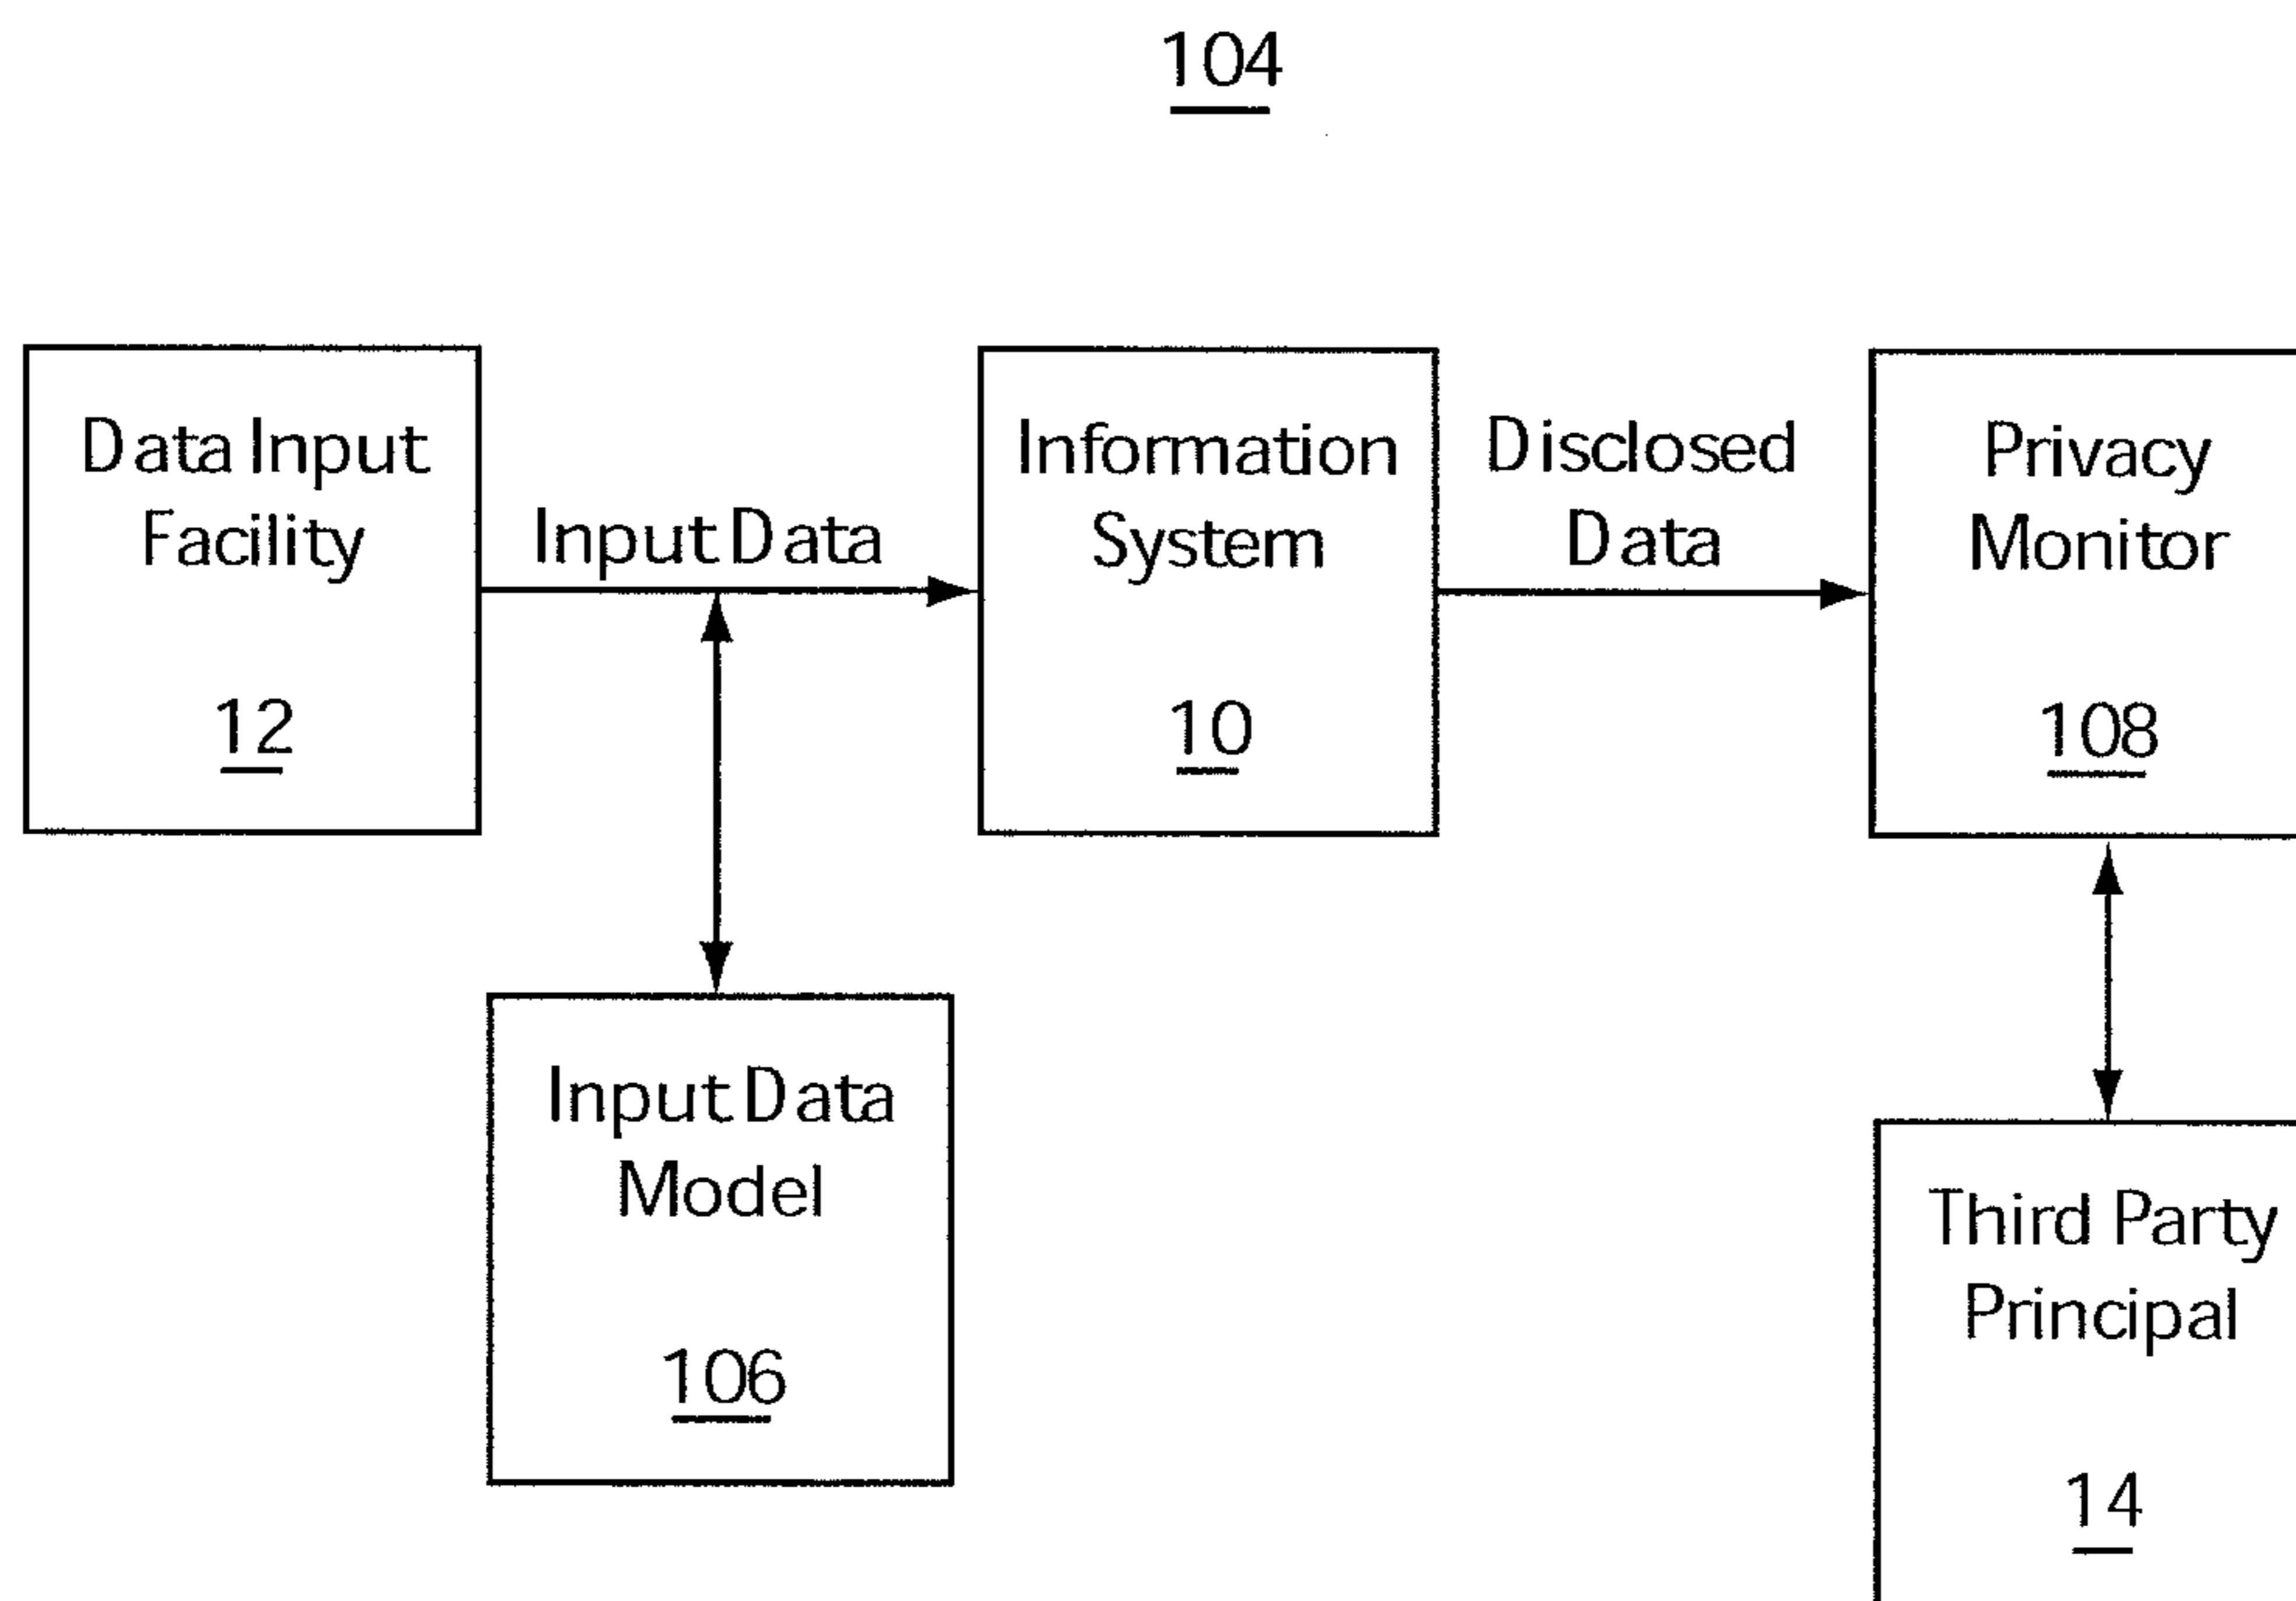 104
Data Input
Facility
12
Input Data
Information
System
10
Disclosed
Data
Privacy
Monitor
108
Input Data
Model
106
Third Party
Principal
14